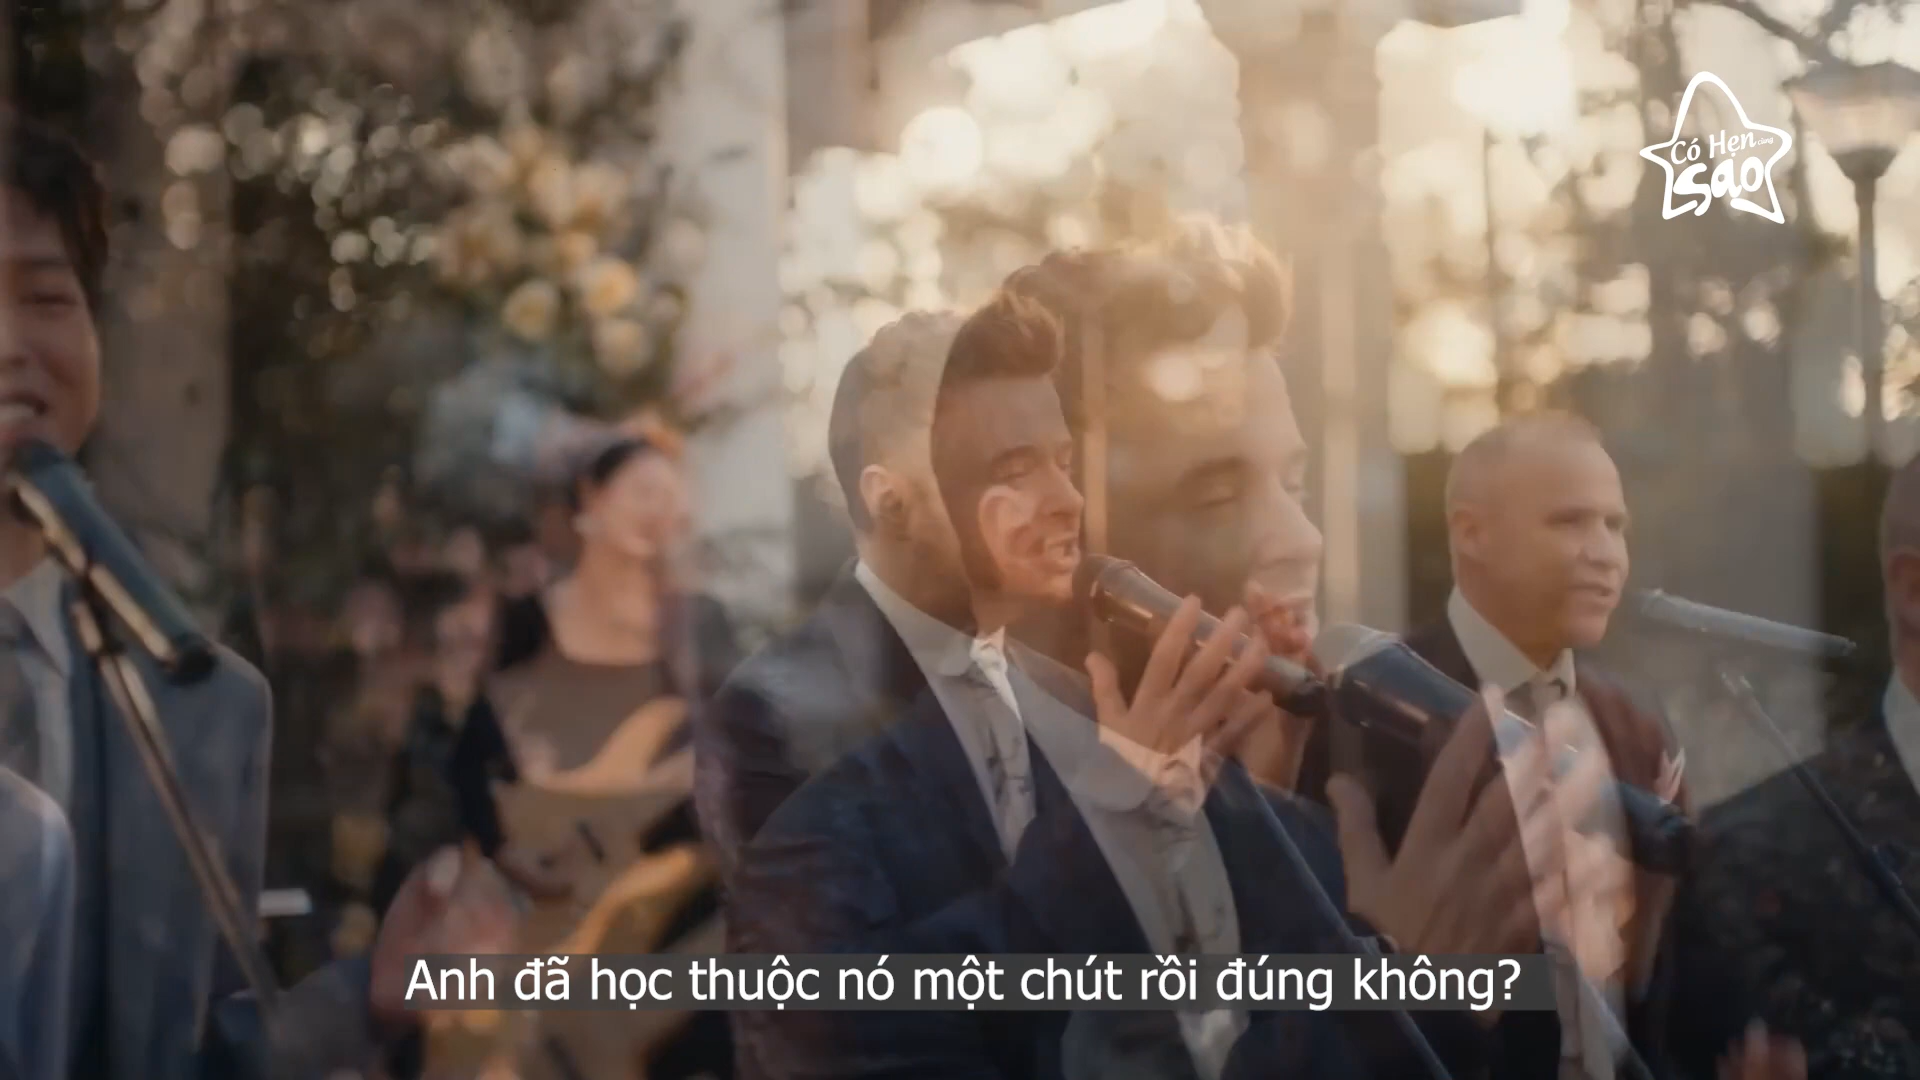 Có Hẹn cùng
sao
Anh đã học thuộc nó một chút rồi đúng không?